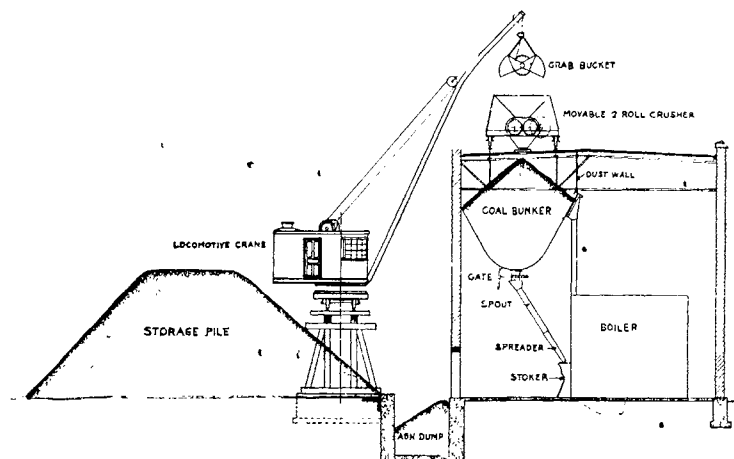 GRAB BUCKET
MOVABLE 2 ROLL CRUSHER
DUST WALL
COAL BUNKER
LOCOMOTIVE CRANE
GATE
SPOUT
STORAGE PILE
BOILER
SPREADER
STOKER
ASH DUMP